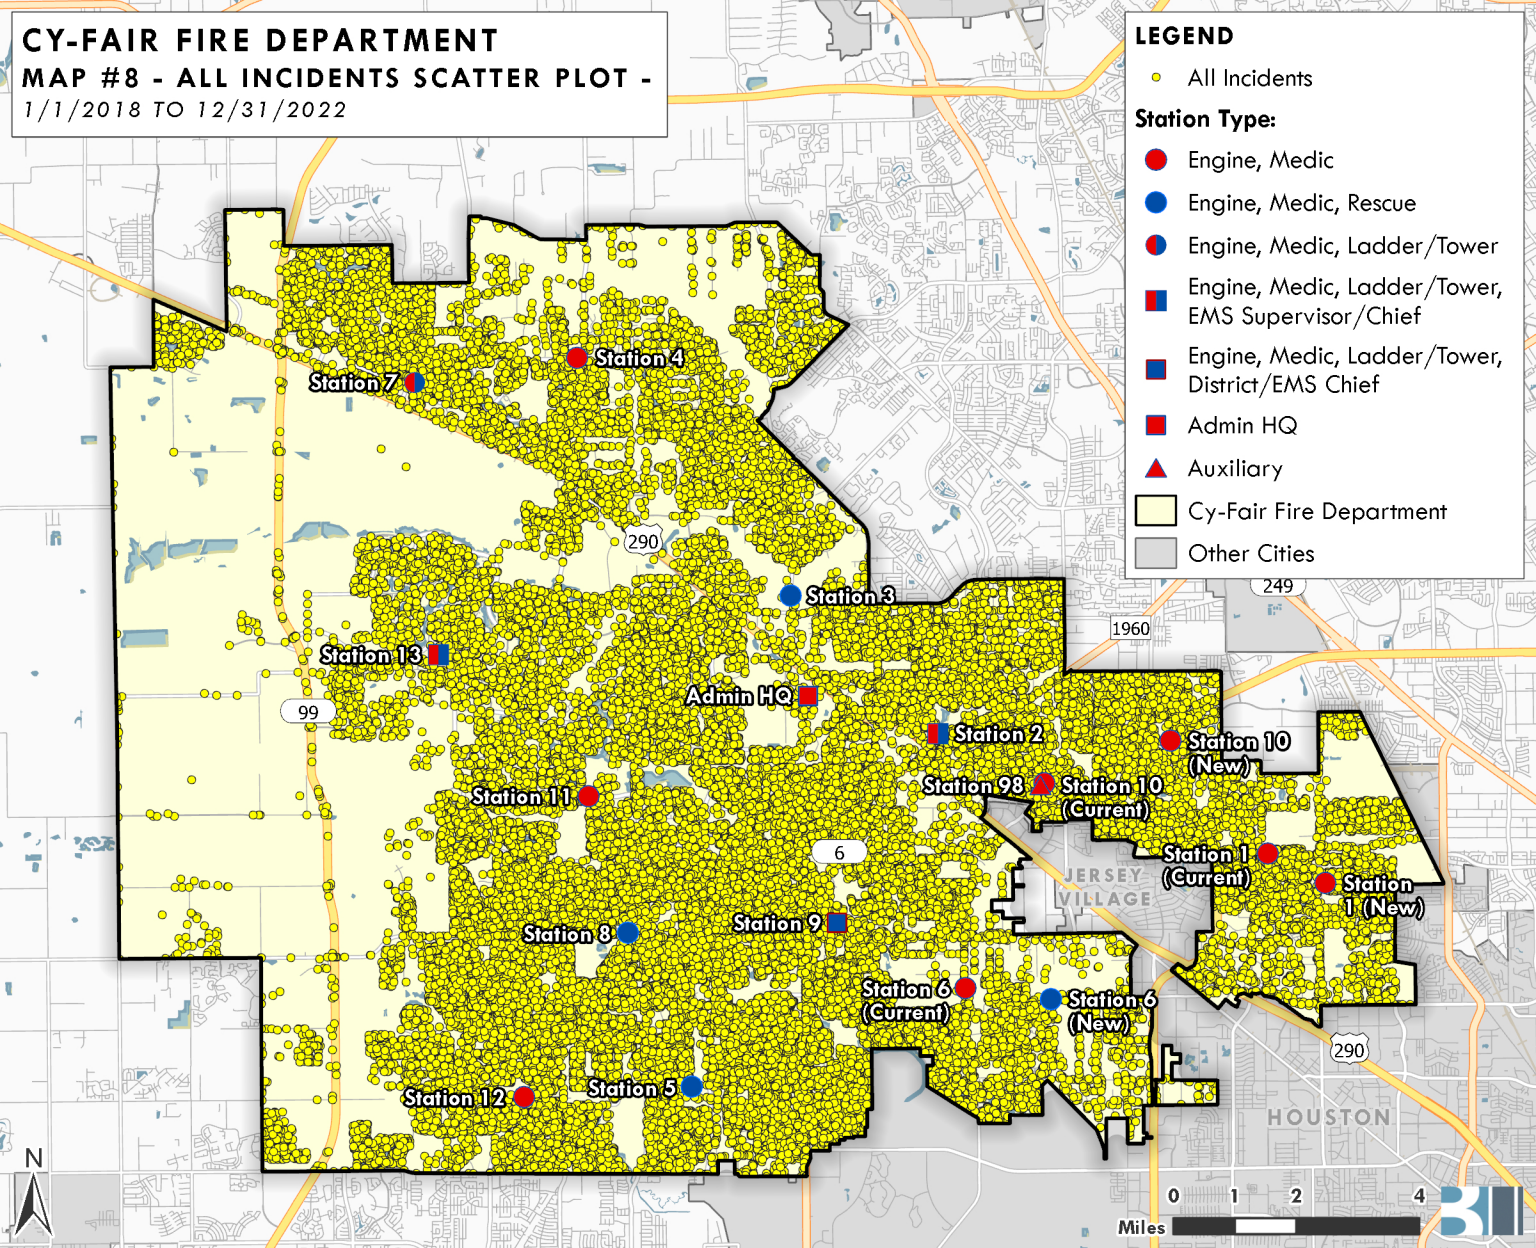 CY-FAIR FIRE DEPARTMENT
MAP #8 - ALL INCIDENTS SCATTER PLOT -
1/1/2018 TO 12/31/2022
LEGEND
All Incidents
Station Type:
Engine, Medic
Engine, Medic, Rescue
Engine, Medic, Ladder/Tower
Engine, Medic, Ladder/Tower,
EMS Supervisor/Chief
Engine, Medic, Ladder/Tower,
District/EMS Chief
Admin HQ
Auxiliary
Cy-Fair Fire Department
Other Cities
Station 4
Station 7
290
249
Station 3
1960
Station 13
Admin HQ
99
Station 2
Station 10
(New)
Station 98
Station 10
(Current)
Station 11
6
Station 1
(Current)
JERSEY
VILLAGE
Station
1 (New)
Station 9
Station 8
Station 6
(Current)
Station 6
(New)
290
Station 5
Station 12
HOUSTON
N
0 1 2 4
Miles